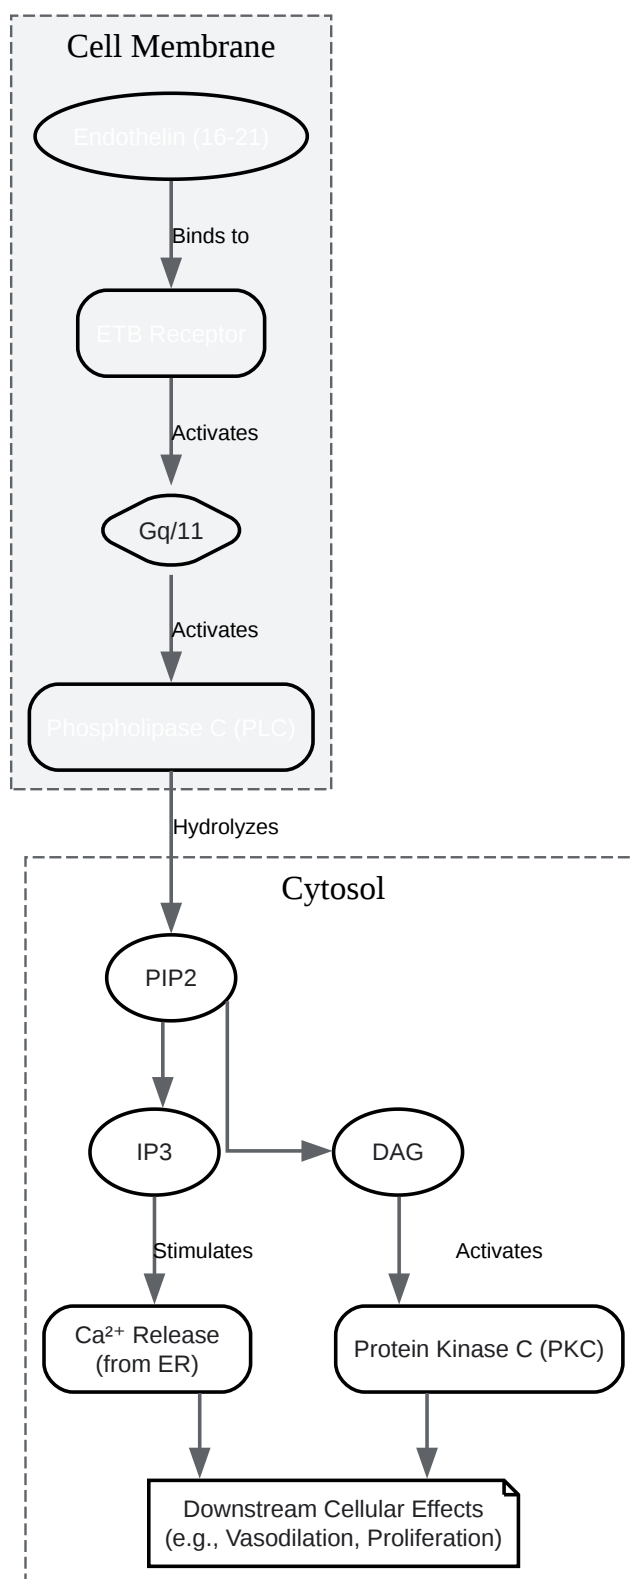 Cell Membrane
Endothelin (16-21)
Binds to
ETB Receptor
Activates
Gq/11
Activates
Phospholipase C (PLC)
Hydrolyzes
Cytosol
PIP2
IP3
DAG
Stimulates
Activates
Ca²⁺ Release
(from ER)
Protein Kinase C (PKC)
Downstream Cellular Effects
(e.g., Vasodilation, Proliferation)